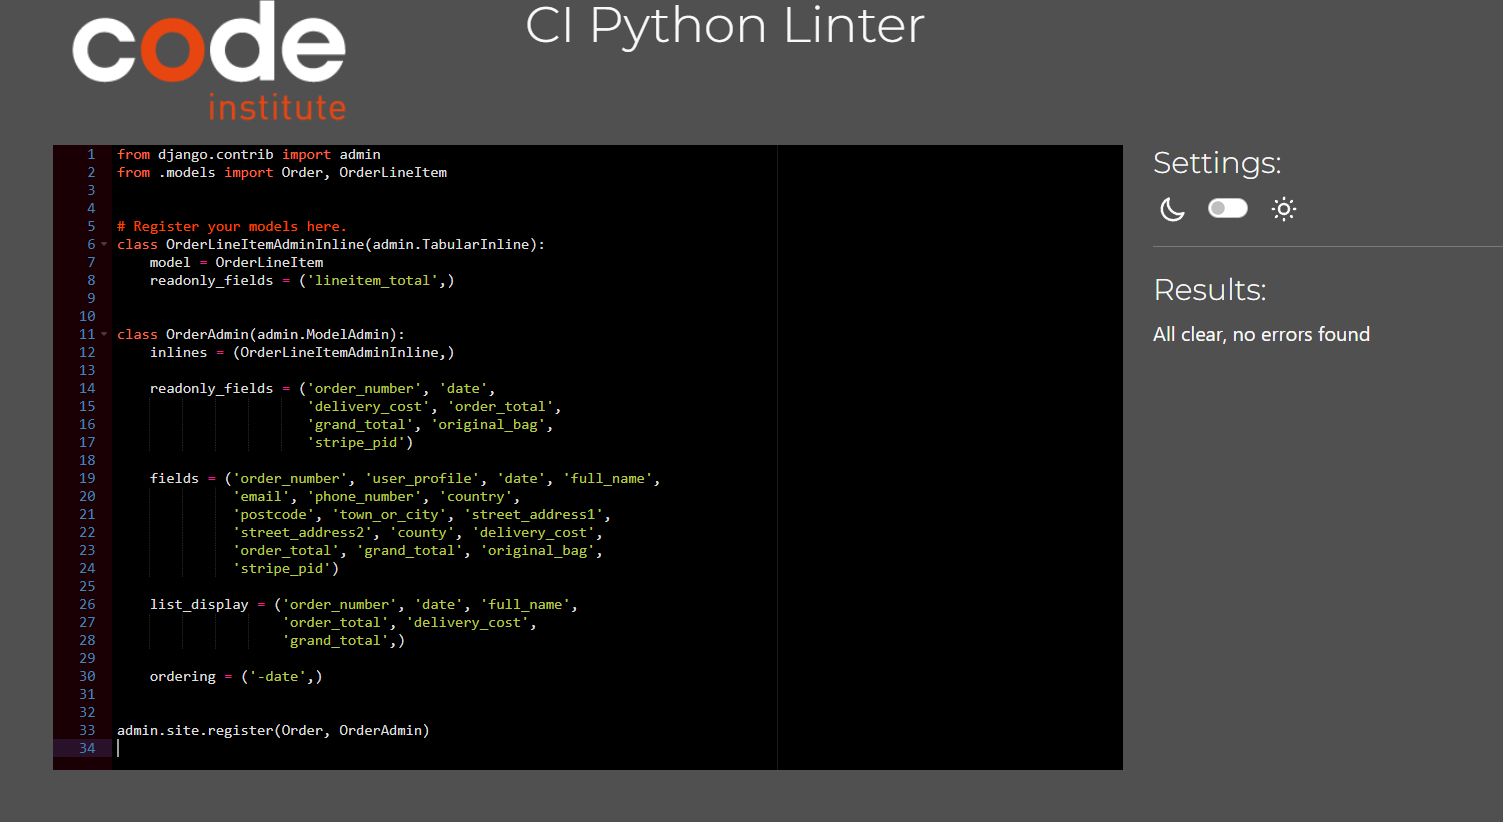 code
institute
CI Python Linter
1 from django.contrib import admin
2 from .models import Order, OrderLineItem
3
4
5 # Register your models here.
6 class OrderLineItemAdminInline(admin.TabularInline):
7     model = OrderLineItem
8     readonly_fields = ('lineitem_total',)
9
10
11 class OrderAdmin(admin.ModelAdmin):
12     inlines = (OrderLineItemAdminInline,)
13
14     readonly_fields = ('order_number', 'date',
15                        'delivery_cost', 'order_total',
16                        'grand_total', 'original_bag',
17                        'stripe_pid')
18
19     fields = ('order_number', 'user_profile', 'date', 'full_name',
20               'email', 'phone_number', 'country',
21               'postcode', 'town_or_city', 'street_address1',
22               'street_address2', 'county', 'delivery_cost',
23               'order_total', 'grand_total', 'original_bag',
24               'stripe_pid')
25
26     list_display = ('order_number', 'date', 'full_name',
27                     'order_total', 'delivery_cost',
28                     'grand_total',)
29
30     ordering = ('-date',)
31
32
33 admin.site.register(Order, OrderAdmin)
34
Settings:
Results:
All clear, no errors found